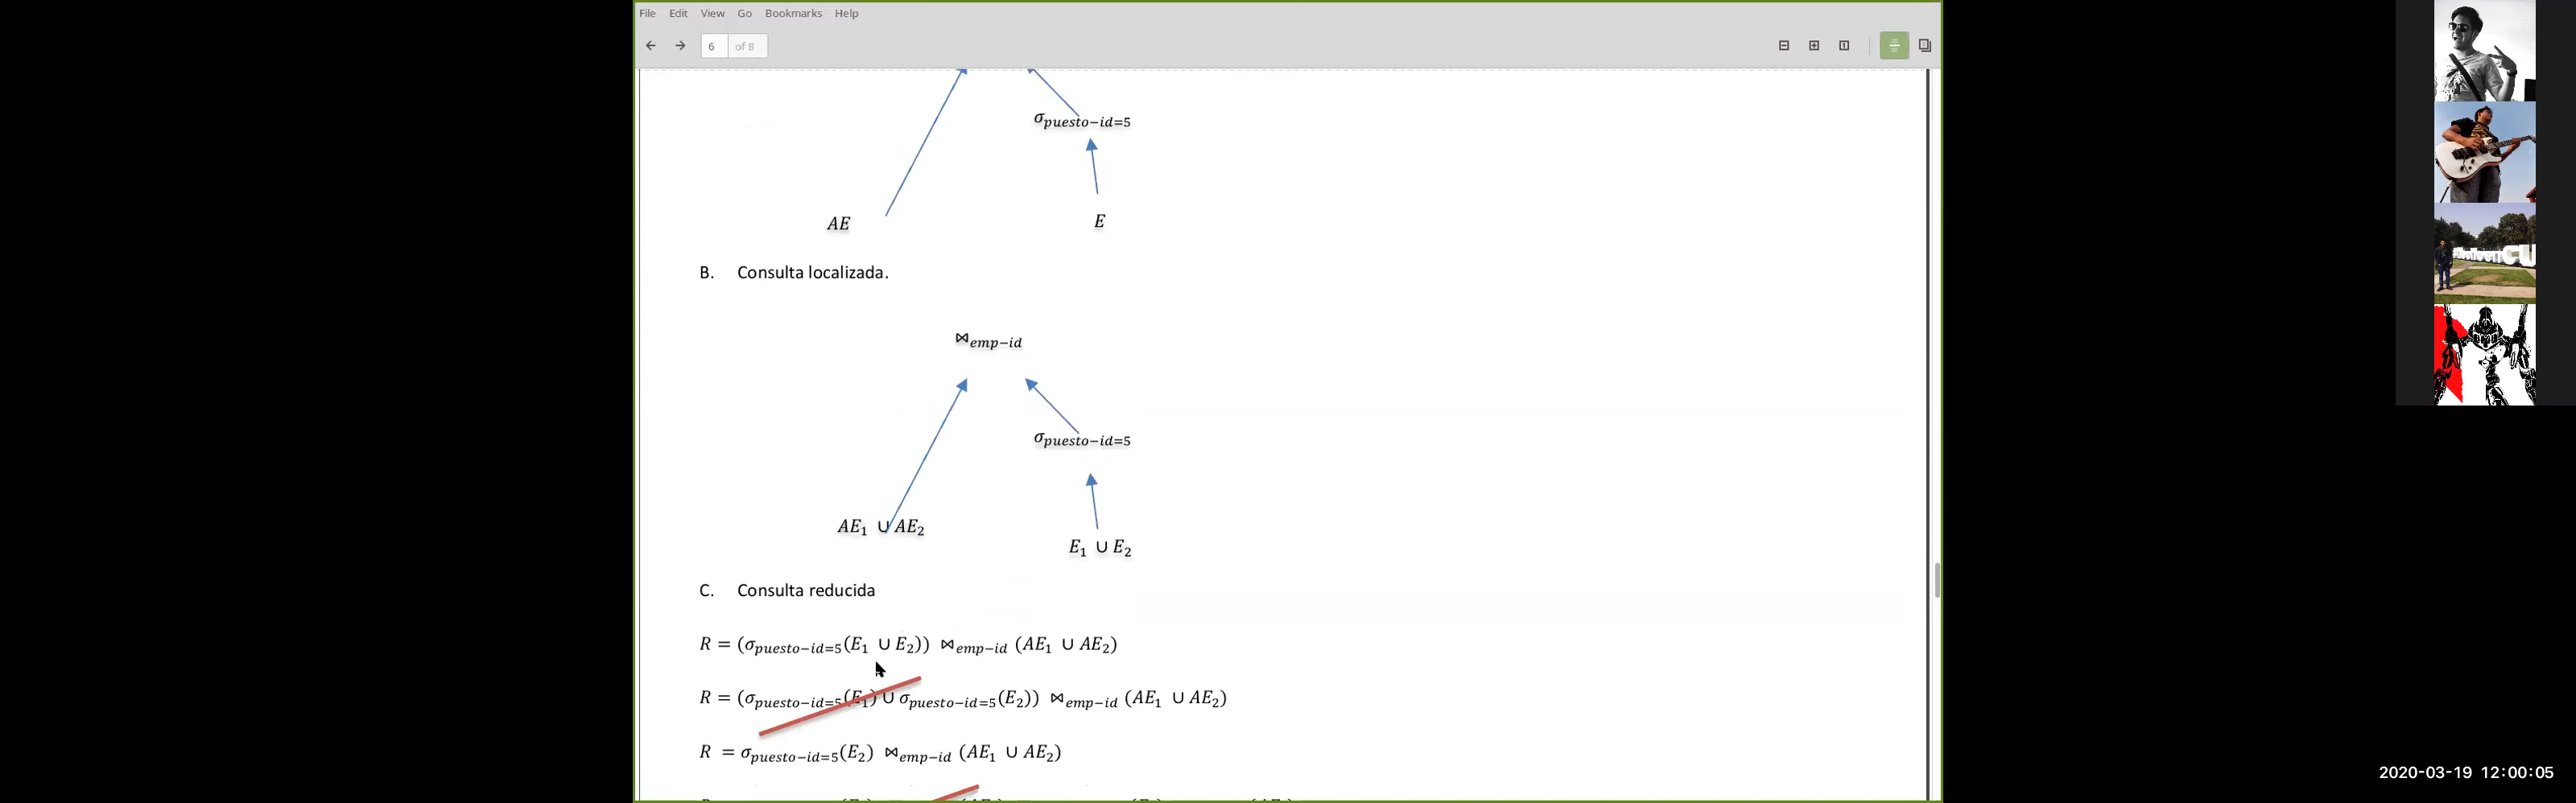 File Edit View Go Bookmarks Help
6 of 8
σpuesto−id=5
AE E
B. Consulta localizada.
⋈emp−id
σpuesto−id=5
AE1 ∪ AE2
E1 ∪ E2
C. Consulta reducida
R = (σpuesto−id=5(E1 ∪ E2)) ⋈emp−id (AE1 ∪ AE2)
R = (σpuesto−id=5(E1) ∪ σpuesto−id=5(E2)) ⋈emp−id (AE1 ∪ AE2)
R = σpuesto−id=5(E2) ⋈emp−id (AE1 ∪ AE2)
2020-03-19 12:00:05